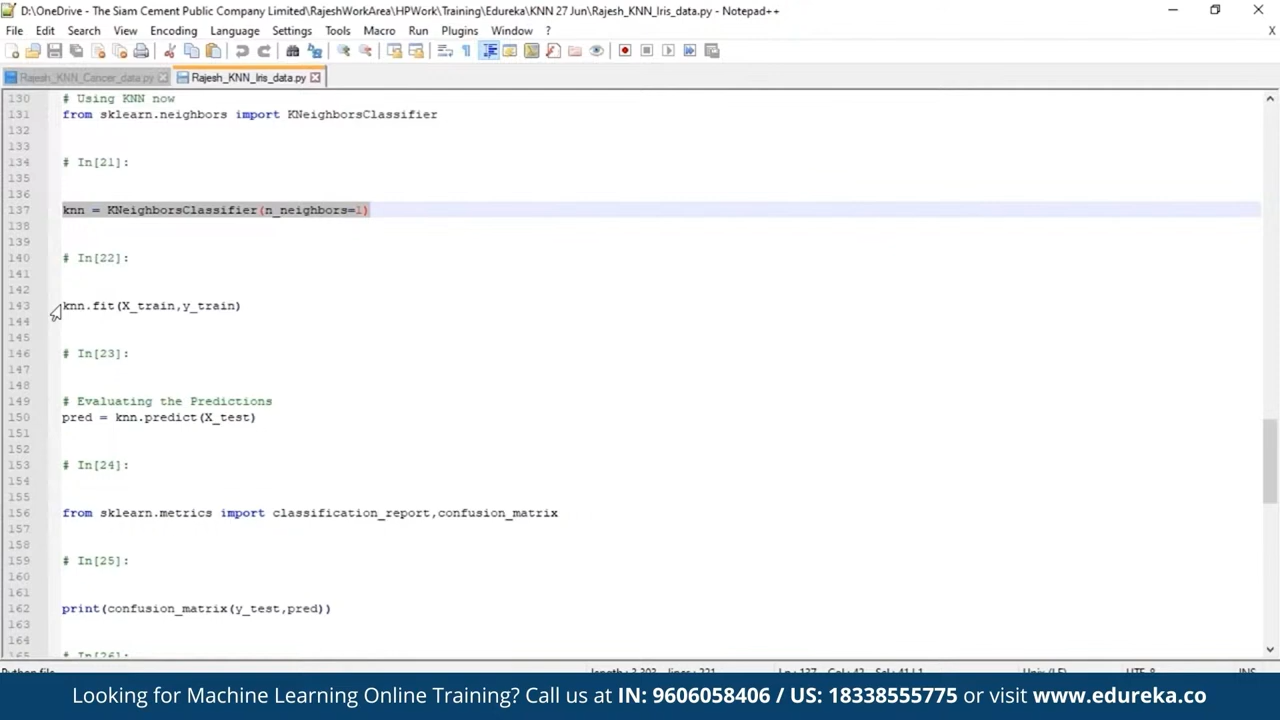 D:\OneDrive - The Siam Cement Public Company Limited\RajeshWorkArea\HPWork\Training\Edureka\KNN 27 Jun\Rajesh_KNN_Iris_data.py - Notepad++
File Edit Search View Encoding Language Settings Tools Macro Run Plugins Window ? X
Rajesh_KNN_Cancer_data.py Rajesh_KNN_Iris_data.py
130 # Using KNN now
131 from sklearn.neighbors import KNeighborsClassifier
132
133
134 # In[21]:
135
136
137 knn = KNeighborsClassifier(n_neighbors=1)
138
139
140 # In[22]:
141
142
143 knn.fit(X_train,y_train)
144
145
146 # In[23]:
147
148
149 # Evaluating the Predictions
150 pred = knn.predict(X_test)
151
152
153 # In[24]:
154
155
156 from sklearn.metrics import classification_report,confusion_matrix
157
158
159 # In[25]:
160
161
162 print(confusion_matrix(y_test,pred))
163
164
165 # In[26]:
Looking for Machine Learning Online Training? Call us at IN: 9606058406 / US: 18338555775 or visit www.edureka.co